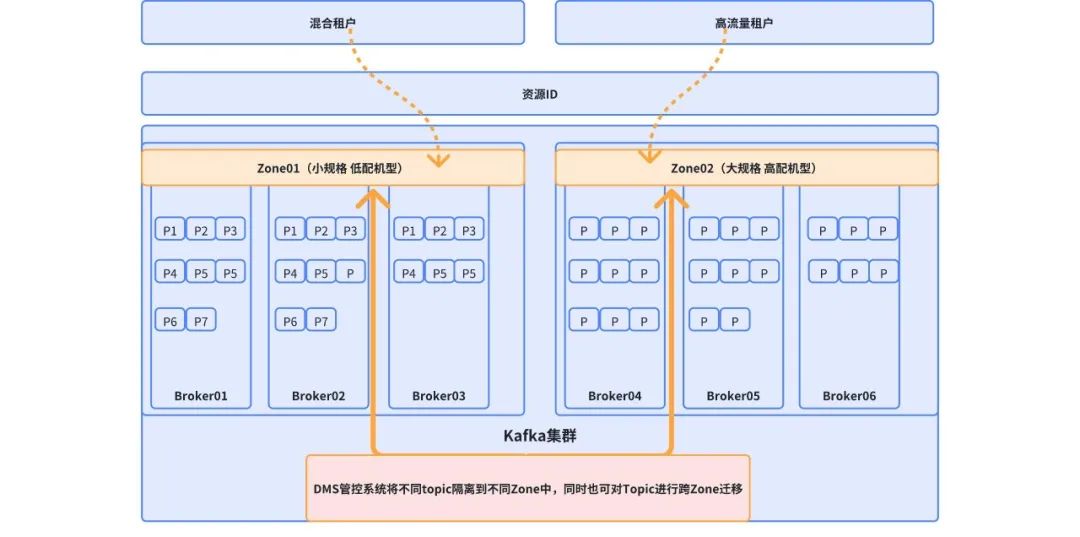 混合租户
高流量租户
资源ID
Zone01（小规格 低配机型）
Zone02（大规格 高配机型）
P1 P2 P3
P4 P5 P5
P6 P7
Broker01
P1 P2 P3
P4 P5 P
P6 P7
Broker02
P1 P2 P3
P4 P5 P5
Broker03
P P P
P P P
P P P
Broker04
P P P
P P P
P P
Broker05
P P P
P P P
Broker06
Kafka集群
DMS管控系统将不同topic隔离到不同Zone中，同时也可对Topic进行跨Zone迁移